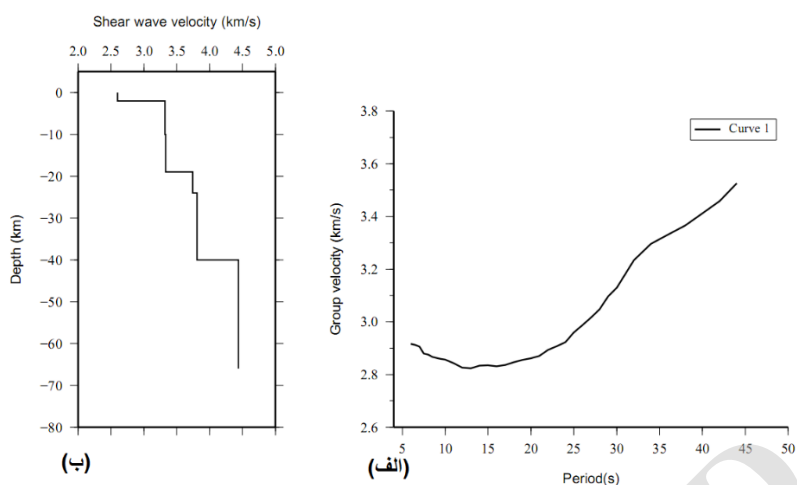 Shear wave velocity (km/s)
2.0 2.5 3.0 3.5 4.0 4.5 5.0
0
−10
−20
−30
−40
−50
−60
−70
−80
Depth (km)
(ب)
3.8
3.6
3.4
3.2
3.0
2.8
2.6
Group velocity (km/s)
Curve 1
5 10 15 20 25 30 35 40 45 50
Period(s)
(الف)